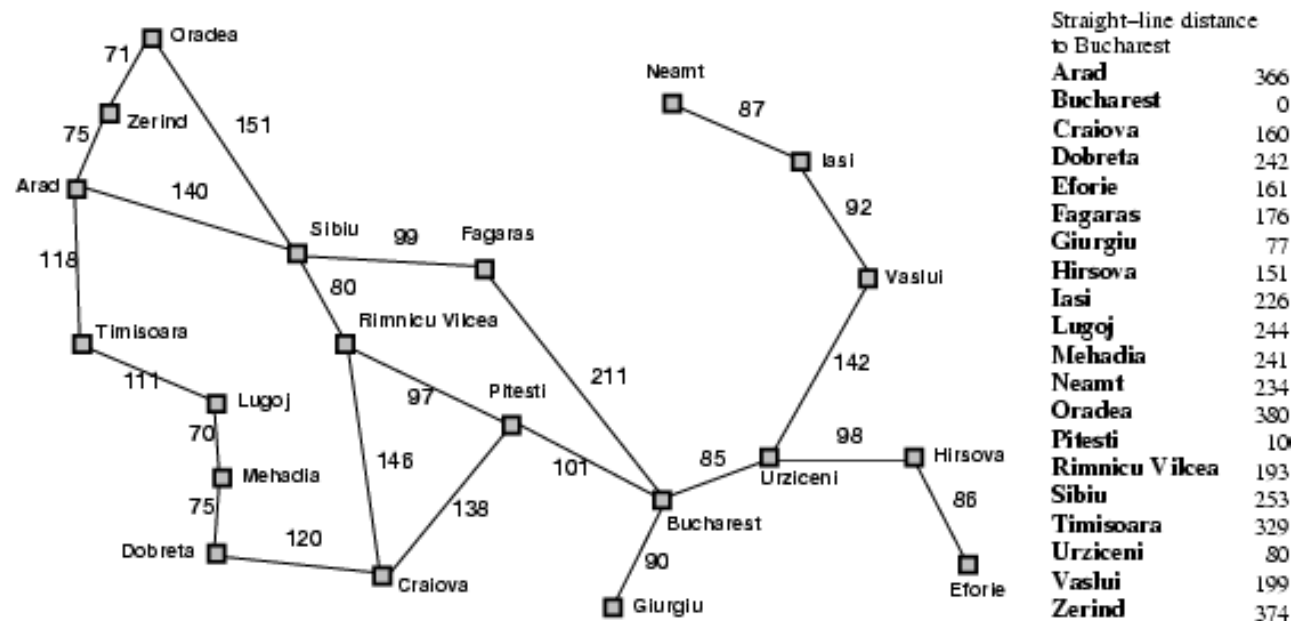 Oradea
71
Neamt
87
Zerind
75
151
Iasi
Arad
140
92
Sibiu
99
Fagaras
118
80
Vaslui
Timisoara
Rimnicu Vilcea
111
142
211
Lugoj
97
Pitesti
70
98
85
Hirsova
146
101
Urziceni
Mehadia
75
138
86
Bucharest
Dobreta
120
90
Craiova
Giurgiu
Eforie
Straight–line distance
to Bucharest
Arad 366
Bucharest 0
Craiova 160
Dobreta 242
Eforie 161
Fagaras 176
Giurgiu 77
Hirsova 151
Iasi 226
Lugoj 244
Mehadia 241
Neamt 234
Oradea 380
Pitesti
Rimnicu Vilcea 193
Sibiu 253
Timisoara 329
Urziceni 80
Vaslui 199
Zerind 374